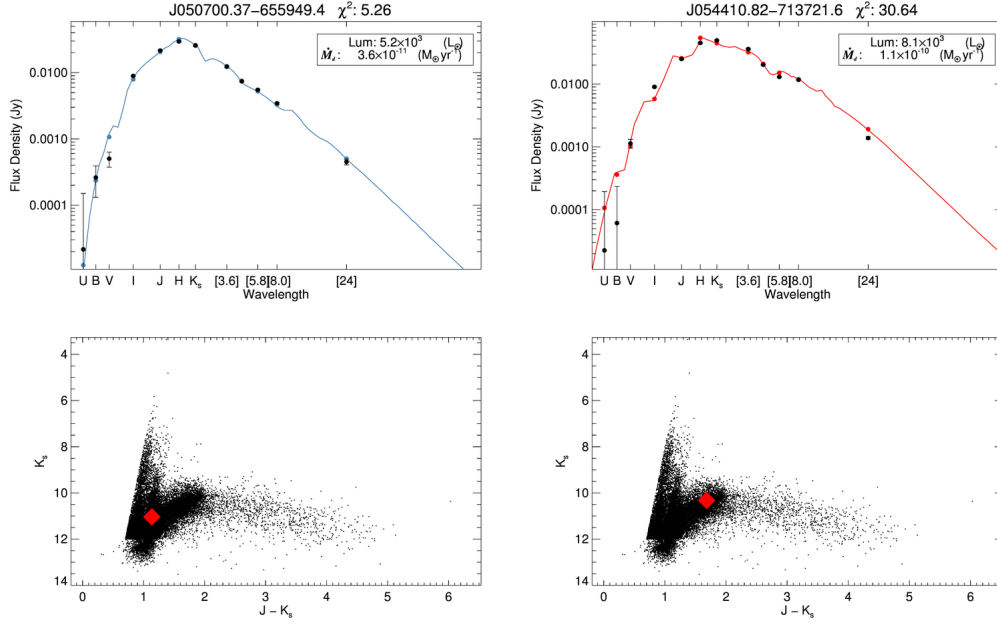 J050700.37−655949.4 χ²: 5.26
Lum: 5.2×10³ (L⊙)
Ṁd: 3.6×10⁻¹¹ (M⊙yr⁻¹)
Flux Density (Jy)
0.0100
0.0010
0.0001
U B V I J H Ks [3.6] [5.8] [8.0] [24]
Wavelength
J054410.82−713721.6 χ²: 30.64
Lum: 8.1×10³ (L⊙)
Ṁd: 1.1×10⁻¹⁰ (M⊙yr⁻¹)
Flux Density (Jy)
0.0100
0.0010
0.0001
U B V I J H Ks [3.6] [5.8] [8.0] [24]
Wavelength
Ks
4
6
8
10
12
14
0 1 2 3 4 5 6
J − Ks
Ks
4
6
8
10
12
14
0 1 2 3 4 5 6
J − Ks